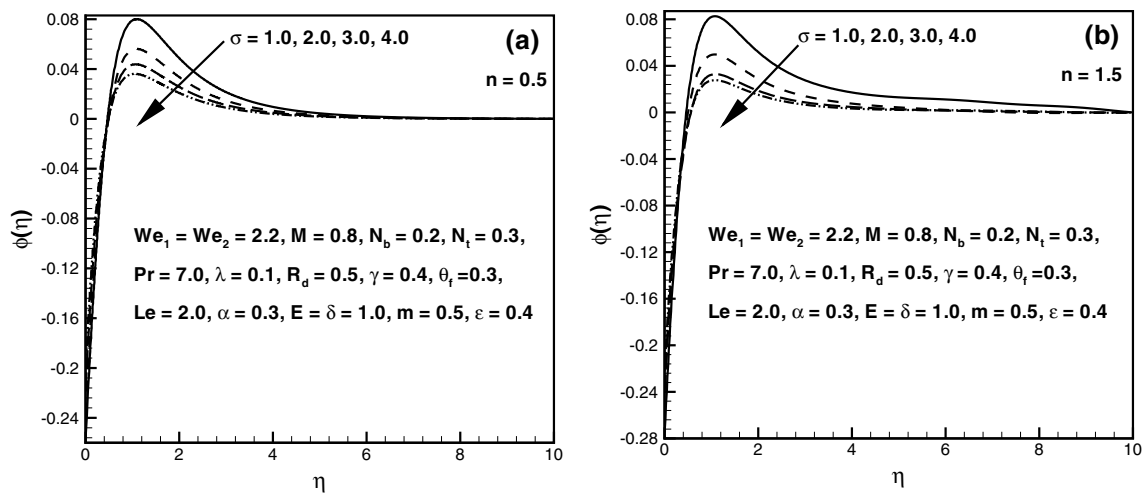 0.08
0.04
0
-0.04
-0.08
-0.12
-0.16
-0.2
-0.24
ϕ(η)
σ = 1.0, 2.0, 3.0, 4.0
(a)
n = 0.5
We₁ = We₂ = 2.2, M = 0.8, N_b = 0.2, N_t = 0.3,
Pr = 7.0, λ = 0.1, R_d = 0.5, γ = 0.4, θ_f =0.3,
Le = 2.0, α = 0.3, E = δ = 1.0, m = 0.5, ε = 0.4
0 2 4 6 8 10
η
0.08
0.04
0
-0.04
-0.08
-0.12
-0.16
-0.2
-0.24
-0.28
ϕ(η)
σ = 1.0, 2.0, 3.0, 4.0
(b)
n = 1.5
We₁ = We₂ = 2.2, M = 0.8, N_b = 0.2, N_t = 0.3,
Pr = 7.0, λ = 0.1, R_d = 0.5, γ = 0.4, θ_f =0.3,
Le = 2.0, α = 0.3, E = δ = 1.0, m = 0.5, ε = 0.4
0 2 4 6 8 10
η